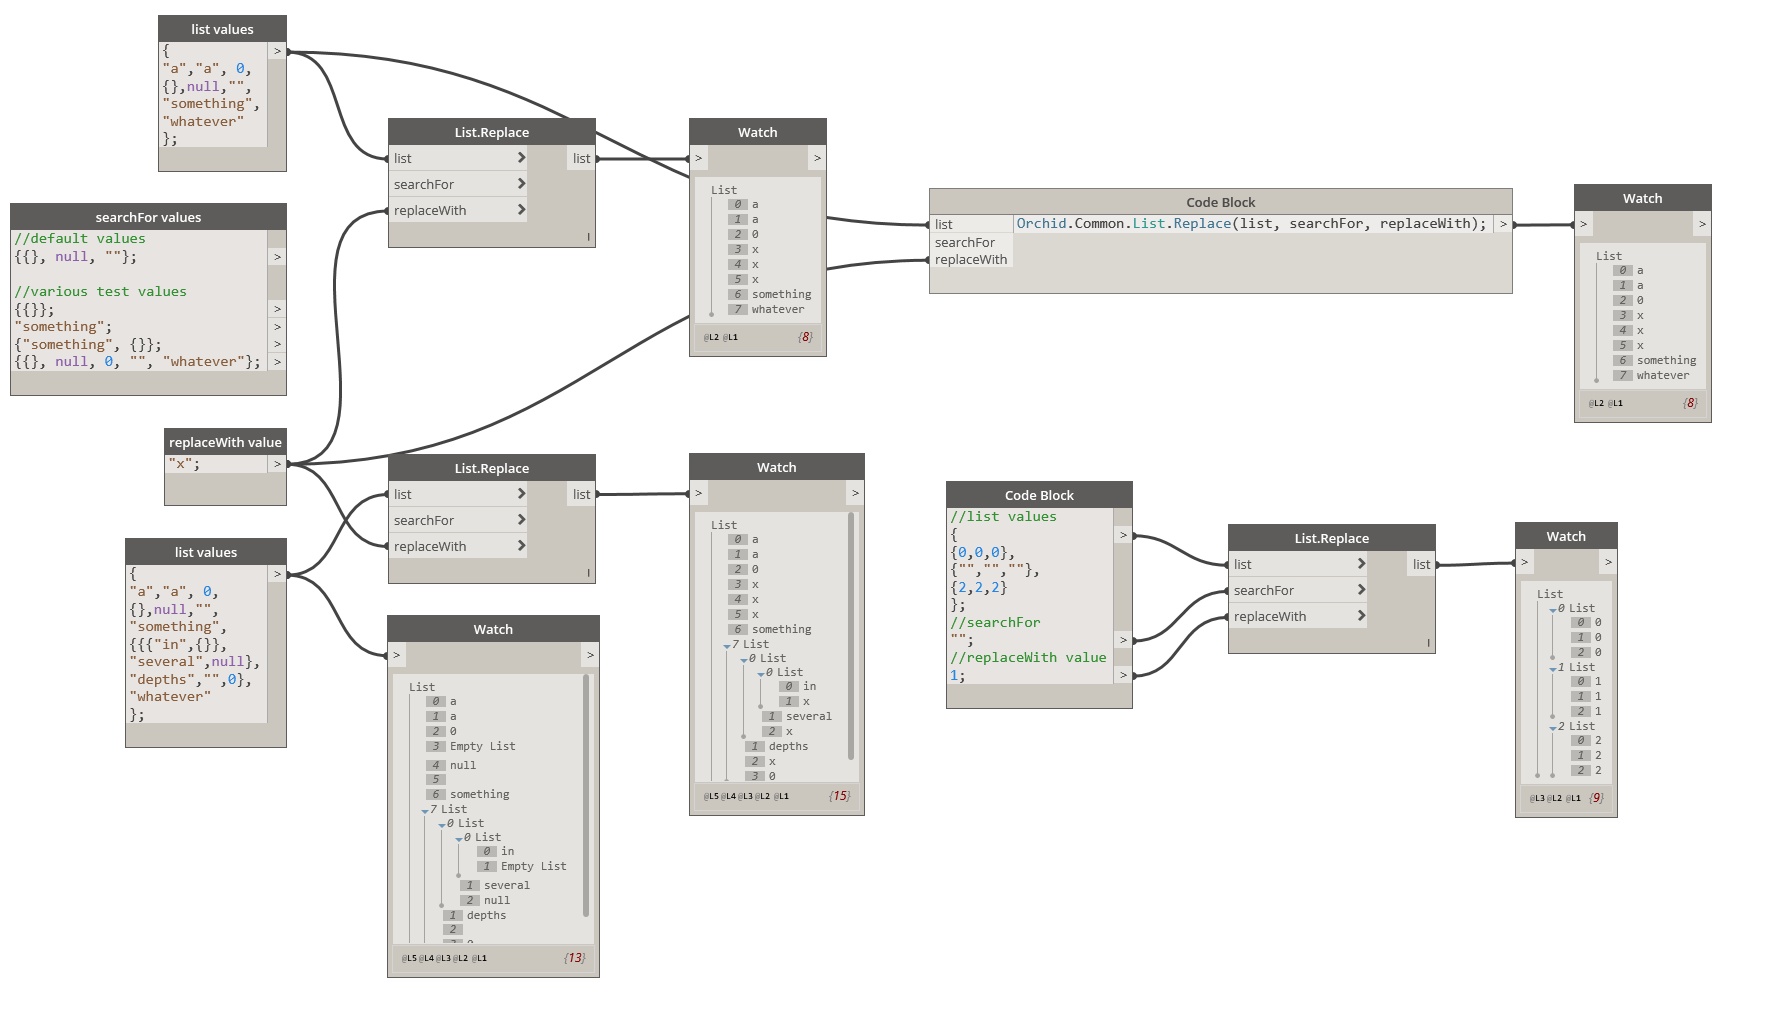 list values
{
"a","a", 0,
{},null,"",
"something",
"whatever"
};
>
searchFor values
//default values
{{}, null, ""};
>
//various test values
{{}};
>
"something";
>
{"something", {}};
>
{{}, null, 0, "", "whatever"};
>
replaceWith value
"x";
>
list values
{
"a","a", 0,
{},null,"",
"something",
{{{"in",{}},
"several",null},
"depths","",0},
"whatever"
};
>
List.Replace
list >
list
searchFor >
replaceWith >
l
Watch
> >
List
0 a
1 a
2 0
3 x
4 x
5 x
6 something
7 whatever
@L2 @L1 {8}
Code Block
list
searchFor
replaceWith
Orchid.Common.List.Replace(list, searchFor, replaceWith);
>
Watch
> >
List
0 a
1 a
2 0
3 x
4 x
5 x
6 something
7 whatever
@L2 @L1 {8}
List.Replace
list >
list
searchFor >
replaceWith >
l
Watch
> >
List
0 a
1 a
2 0
3 x
4 x
5 x
6 something
7 List
0 List
0 List
0 in
1 x
1 several
2 x
1 depths
2 x
3 0
@L5 @L4 @L3 @L2 @L1 {15}
Watch
> >
List
0 a
1 a
2 0
3 Empty List
4 null
5
6 something
7 List
0 List
0 List
0 in
1 Empty List
1 several
2 null
1 depths
2
@L5 @L4 @L3 @L2 @L1 {13}
Code Block
//list values
{
>
{0,0,0},
{"","",""},
{2,2,2}
};
//searchFor
"";
>
//replaceWith value
1;
>
List.Replace
list >
list
searchFor >
replaceWith >
l
Watch
> >
List
0 List
0 0
1 0
2 0
1 List
0 1
1 1
2 1
2 List
0 2
1 2
2 2
@L3 @L2 @L1 {9}